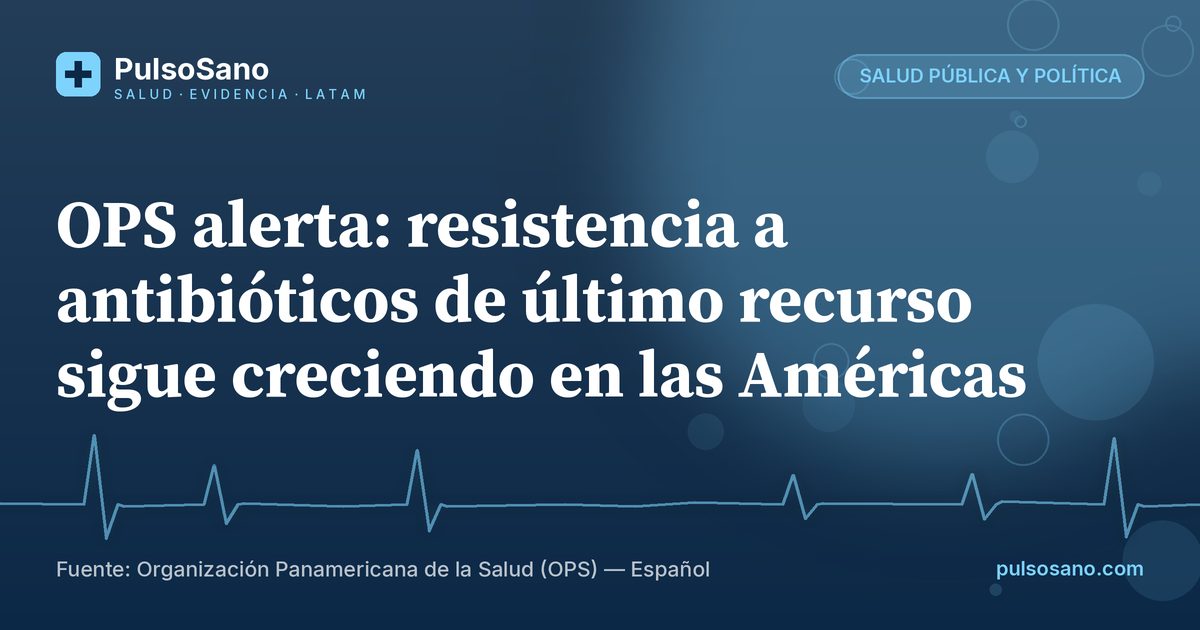 PulsoSano
SALUD · EVIDENCIA · LATAM
SALUD PÚBLICA Y POLÍTICA
OPS alerta: resistencia a
antibióticos de último recurso
sigue creciendo en las Américas
Fuente: Organización Panamericana de la Salud (OPS) — Español
pulsosano.com